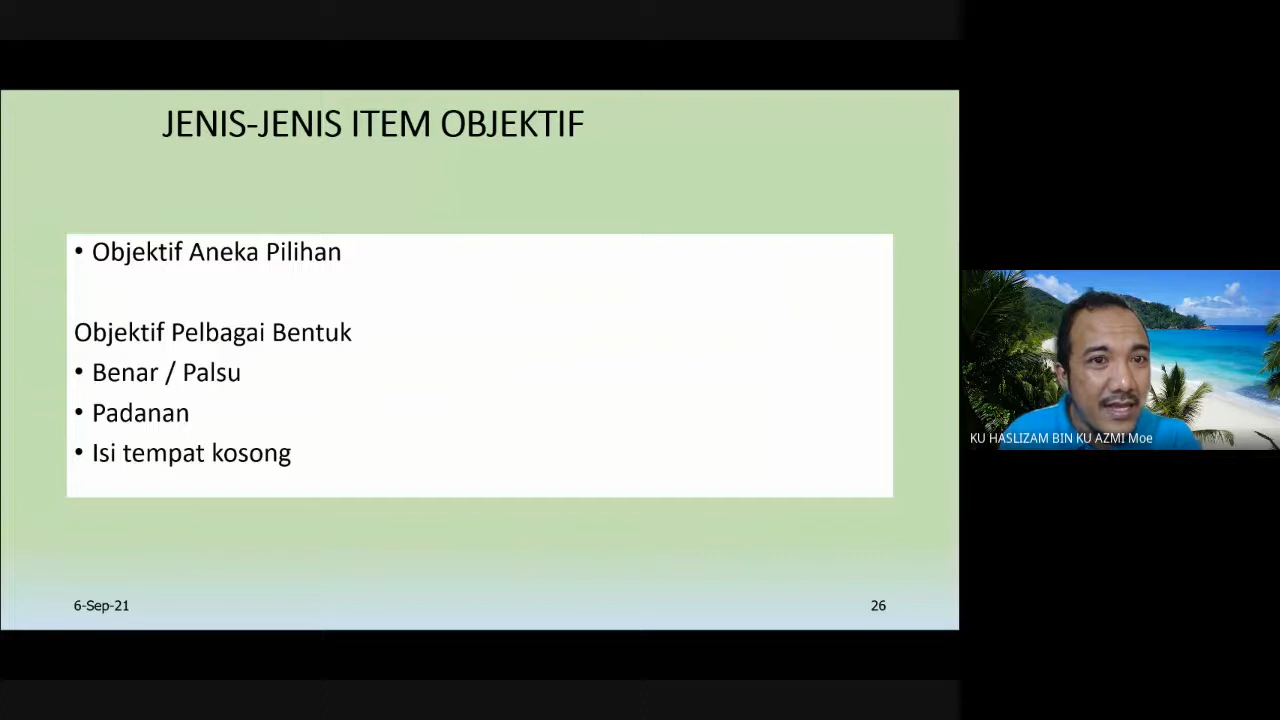 JENIS-JENIS ITEM OBJEKTIF
• Objektif Aneka Pilihan
Objektif Pelbagai Bentuk
• Benar / Palsu
• Padanan
• Isi tempat kosong
6-Sep-21
26
KU HASLIZAM BIN KU AZMI Moe